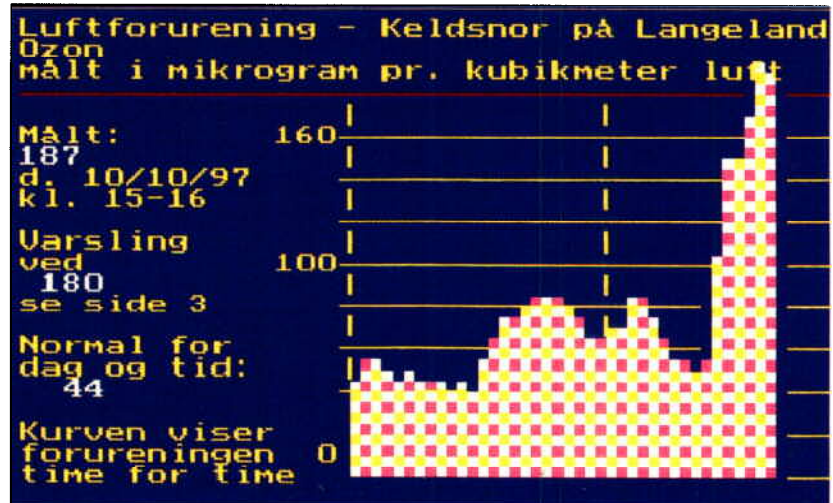 Luftforurening - Keldsnor på Langeland
Ozon
målt i mikrogram pr. kubikmeter luft
Målt:
187
d. 10/10/97
kl. 15-16
160
Varsling
ved
180
se side 3
100
Normal for
dag og tid:
44
Kurven viser
forureningen
time for time
0